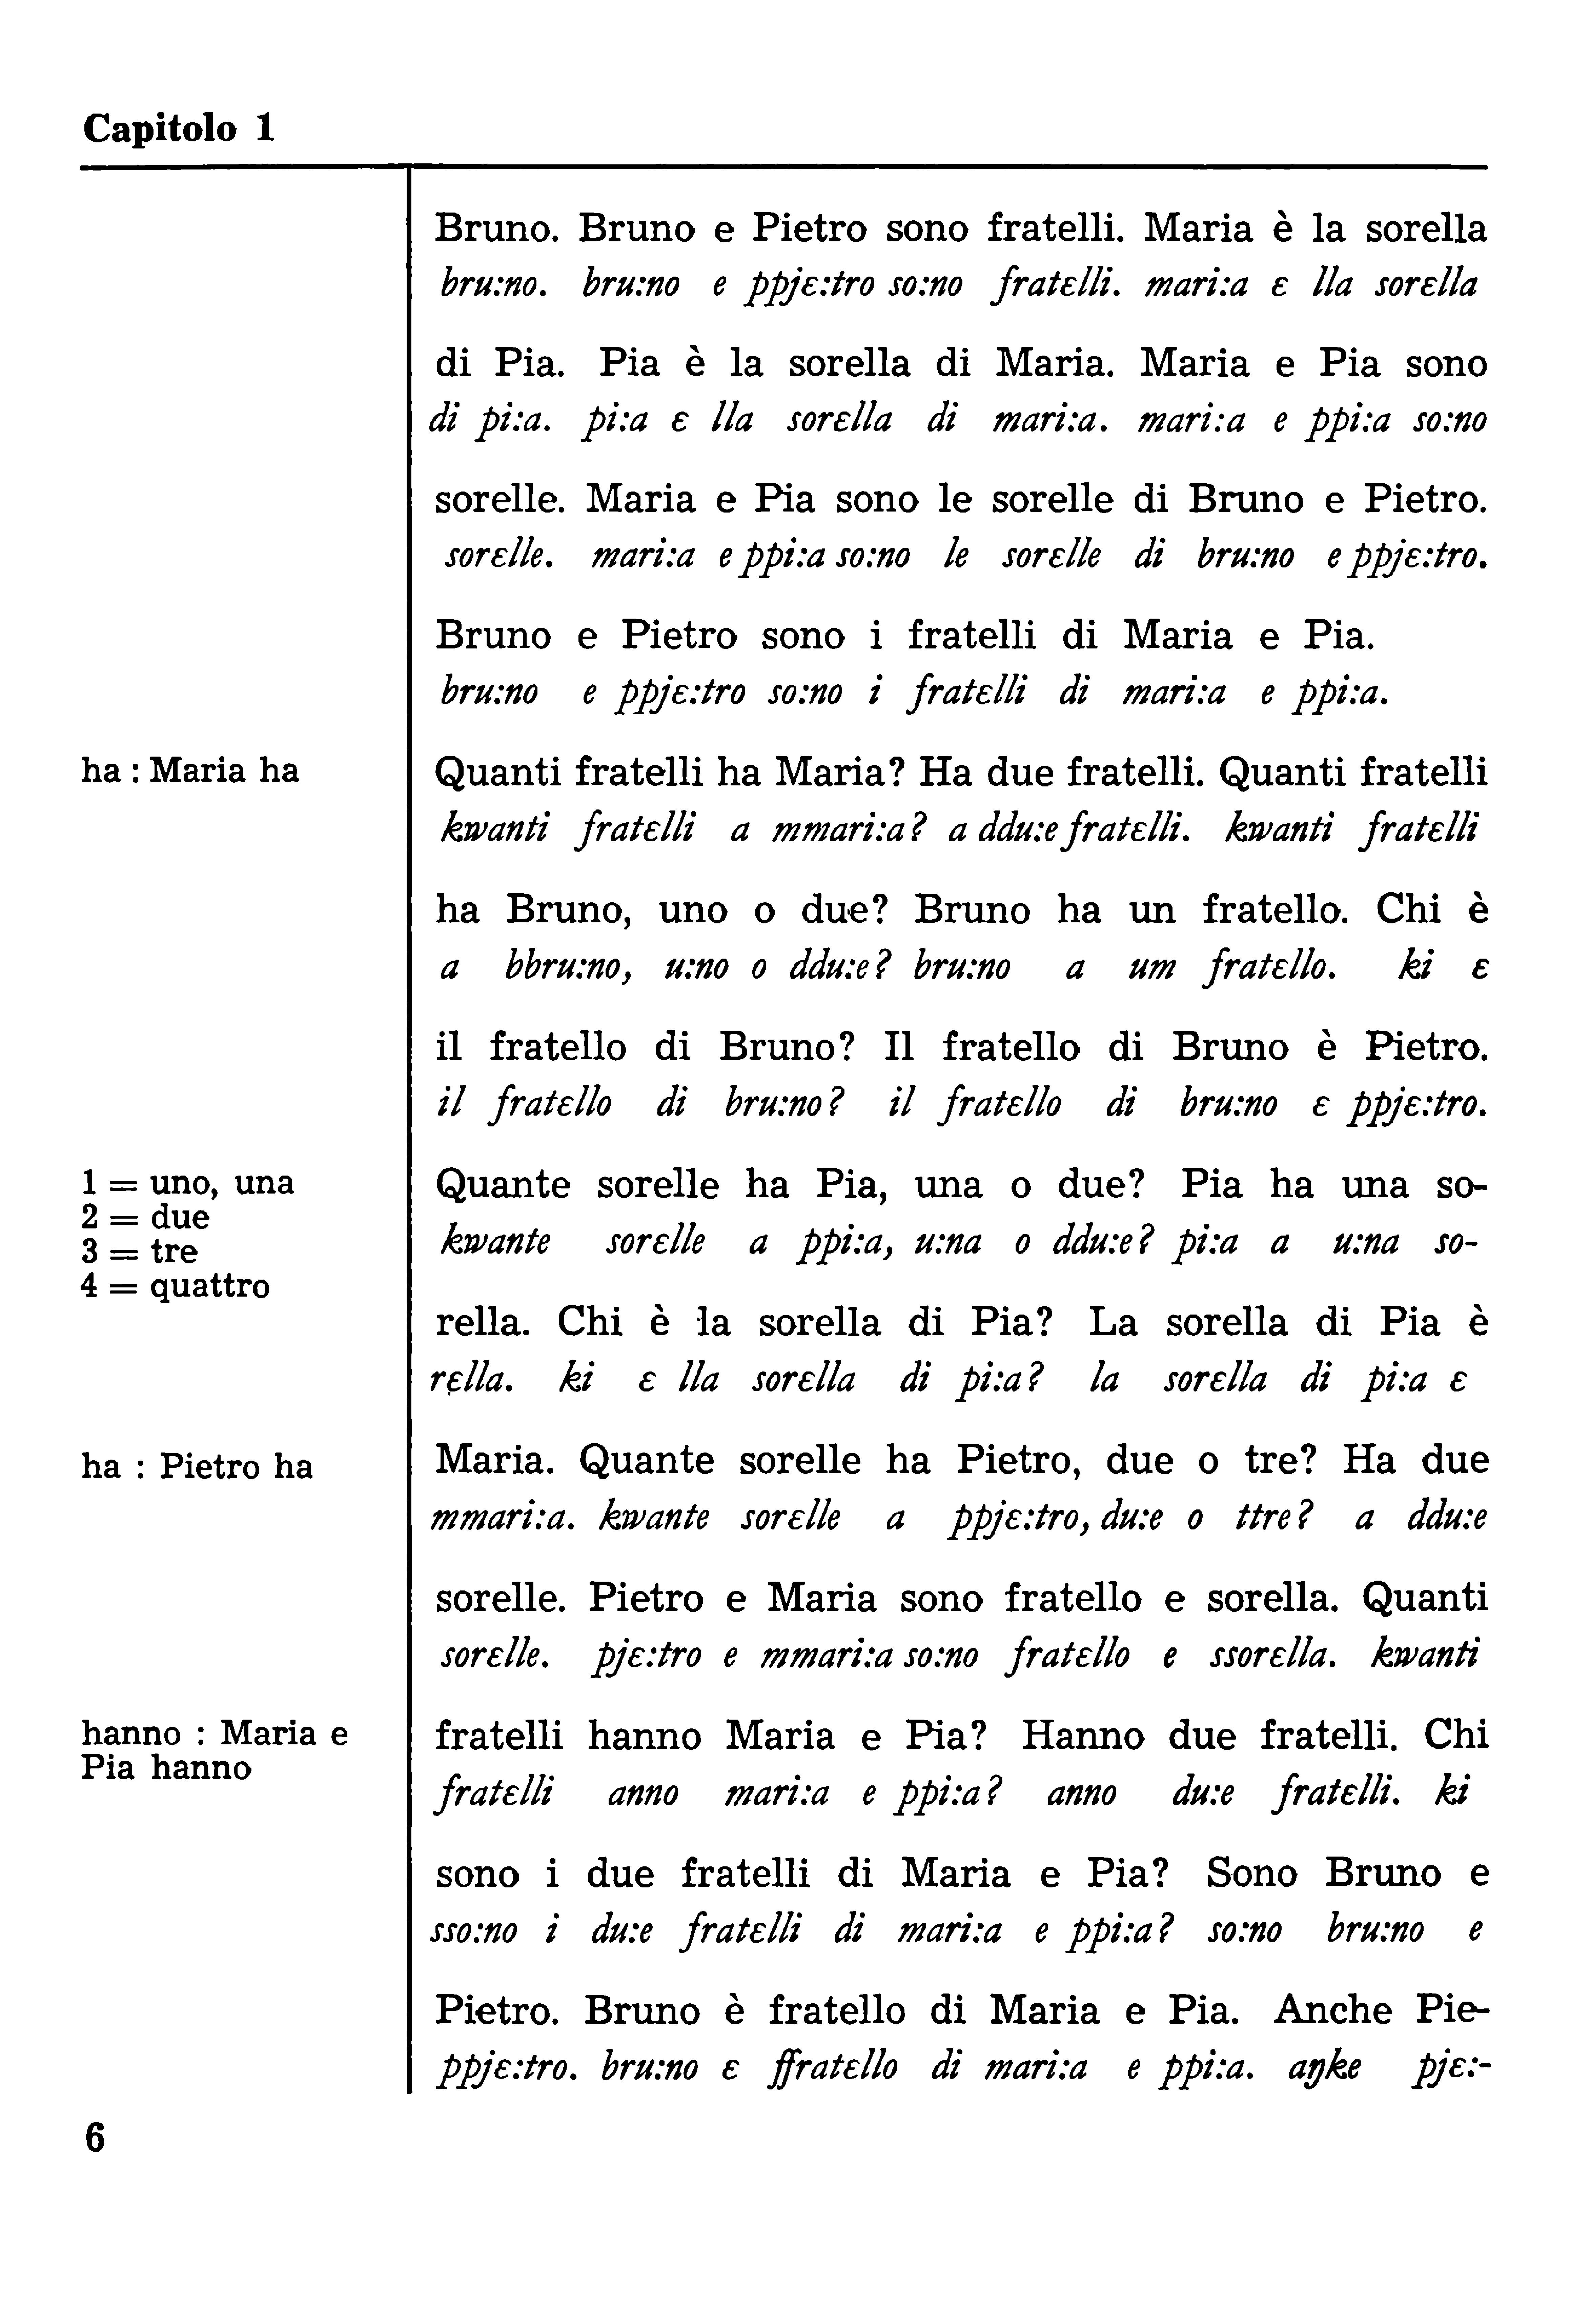 Capitolo 1
Bruno. Bruno e Pietro sono fratelli. Maria è la sorella
bru:no. bru:no e ppjɛ:tro so:no fratɛlli. mari:a ɛ lla sorɛlla
di Pia. Pia è la sorella di Maria. Maria e Pia sono
di pi:a. pi:a ɛ lla sorɛlla di mari:a. mari:a e ppi:a so:no
sorelle. Maria e Pia sono le sorelle di Bruno e Pietro.
sorɛlle. mari:a e ppi:a so:no le sorɛlle di bru:no e ppjɛ:tro.
Bruno e Pietro sono i fratelli di Maria e Pia.
bru:no e ppjɛ:tro so:no i fratɛlli di mari:a e ppi:a.
ha : Maria ha
Quanti fratelli ha Maria? Ha due fratelli. Quanti fratelli
kwanti fratɛlli a mmari:a? a ddu:e fratɛlli. kwanti fratɛlli
ha Bruno, uno o due? Bruno ha un fratello. Chi è
a bbru:no, u:no o ddu:e? bru:no a um fratɛllo. ki ɛ
il fratello di Bruno? Il fratello di Bruno è Pietro.
il fratɛllo di bru:no? il fratɛllo di bru:no ɛ ppjɛ:tro.
1 = uno, una
2 = due
3 = tre
4 = quattro
Quante sorelle ha Pia, una o due? Pia ha una so-
kwante sorɛlle a ppi:a, u:na o ddu:e? pi:a a u:na so-
rella. Chi è la sorella di Pia? La sorella di Pia è
rɛlla. ki ɛ lla sorɛlla di pi:a? la sorɛlla di pi:a ɛ
ha : Pietro ha
Maria. Quante sorelle ha Pietro, due o tre? Ha due
mmari:a. kwante sorɛlle a ppjɛ:tro, du:e o ttre? a ddu:e
sorelle. Pietro e Maria sono fratello e sorella. Quanti
sorɛlle. pjɛ:tro e mmari:a so:no fratɛllo e ssorɛlla. kwanti
hanno : Maria e
Pia hanno
fratelli hanno Maria e Pia? Hanno due fratelli. Chi
fratɛlli anno mari:a e ppi:a? anno du:e fratɛlli. ki
sono i due fratelli di Maria e Pia? Sono Bruno e
sso:no i du:e fratɛlli di mari:a e ppi:a? so:no bru:no e
Pietro. Bruno è fratello di Maria e Pia. Anche Pie-
ppjɛ:tro. bru:no ɛ ffratɛllo di mari:a e ppi:a. aŋke pjɛ:-
6